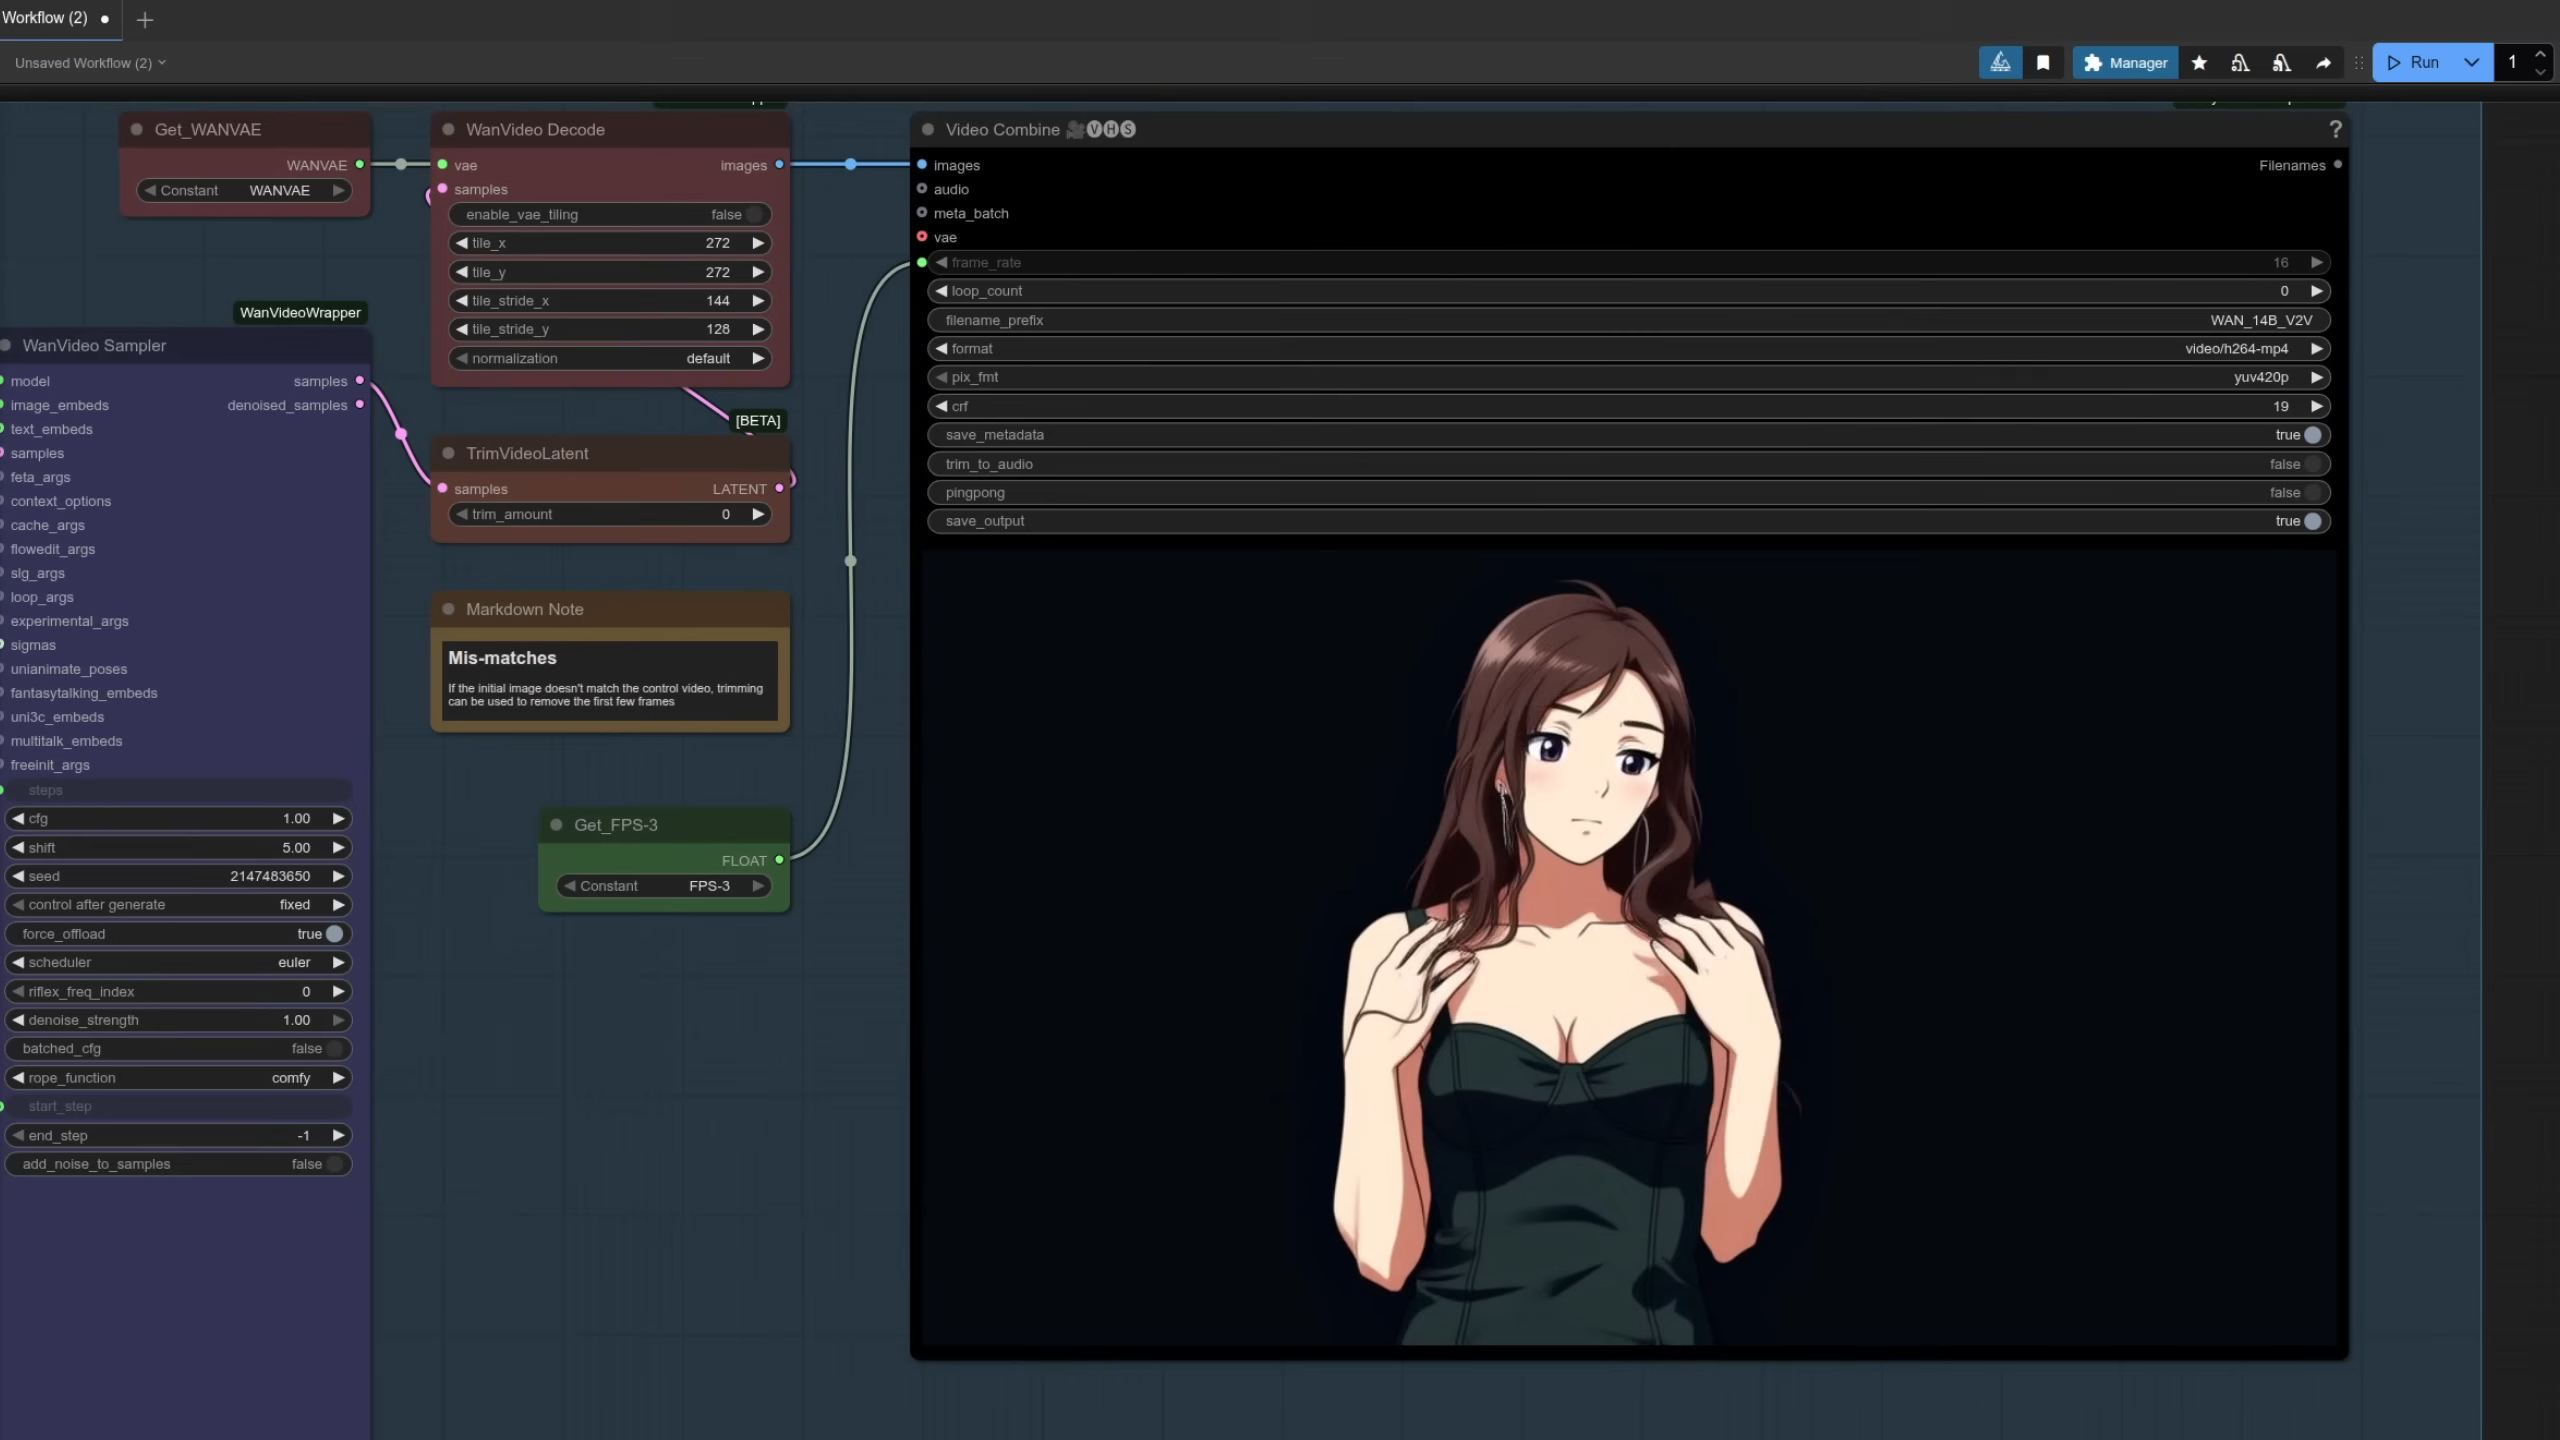 Workflow (2)
Unsaved Workflow (2)
Manager
Run
1
Get_WANVAE
WANVAE
Constant WANVAE
WanVideo Decode
vae images
samples
enable_vae_tiling false
tile_x 272
tile_y 272
tile_stride_x 144
tile_stride_y 128
normalization default
WanVideoWrapper
WanVideo Sampler
model samples
image_embeds denoised_samples
text_embeds
samples
feta_args
context_options
cache_args
flowedit_args
slg_args
loop_args
experimental_args
sigmas
unianimate_poses
fantasytalking_embeds
uni3c_embeds
multitalk_embeds
freeinit_args
steps
cfg 1.00
shift 5.00
seed 2147483650
control after generate fixed
force_offload true
scheduler euler
riflex_freq_index 0
denoise_strength 1.00
batched_cfg false
rope_function comfy
start_step
end_step -1
add_noise_to_samples false
[BETA]
TrimVideoLatent
samples LATENT
trim_amount 0
Markdown Note
Mis-matches
If the initial image doesn't match the control video, trimming
can be used to remove the first few frames
Get_FPS-3
FLOAT
Constant FPS-3
Video Combine 🎥🅥🅗🅢 ?
images Filenames
audio
meta_batch
vae
frame_rate 16
loop_count 0
filename_prefix WAN_14B_V2V
format video/h264-mp4
pix_fmt yuv420p
crf 19
save_metadata true
trim_to_audio false
pingpong false
save_output true